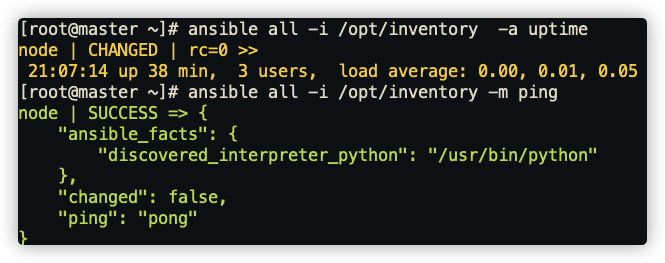 [root@master ~]# ansible all -i /opt/inventory  -a uptime
node | CHANGED | rc=0 >>
 21:07:14 up 38 min,  3 users,  load average: 0.00, 0.01, 0.05
[root@master ~]# ansible all -i /opt/inventory -m ping
node | SUCCESS => {
    "ansible_facts": {
        "discovered_interpreter_python": "/usr/bin/python"
    },
    "changed": false,
    "ping": "pong"
}